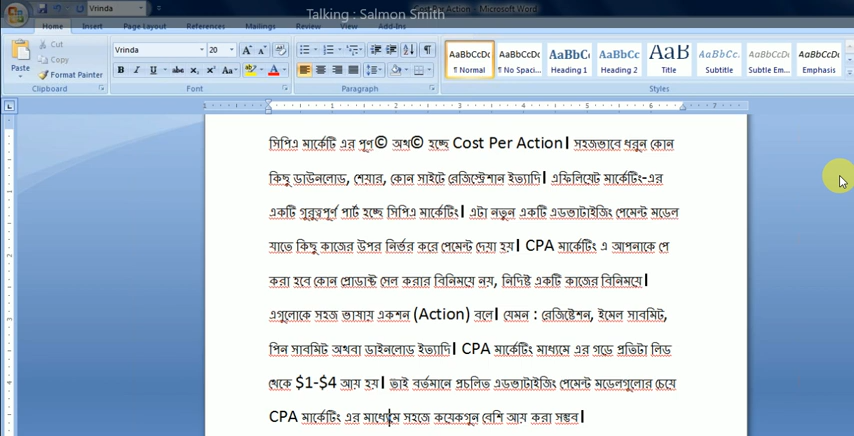 Talking : Salmon Smith
Cost Per Action - Microsoft Word
Vrinda
Home Insert Page Layout References Mailings Review View Add-Ins
Paste Cut Copy Format Painter Clipboard
Vrinda 20 Font
Paragraph
AaBbCcDc AaBbCcDc AaBbC AaBbCc AaB AaBbCc. AaBbCcDc AaBbCcDc
¶ Normal ¶ No Spaci... Heading 1 Heading 2 Title Subtitle Subtle Em... Emphasis
Styles
সিপিএ মার্কেটি এর পূণ© অথ© হচ্ছে Cost Per Action। সহজভাবে ধরুন কোন
কিছু ডাউনলোড, শেয়ার, কোন সাইটে রেজিস্ট্রেশান ইত্যাদি। এফিলিয়েট মার্কেটিং-এর
একটি গুরুত্বপূর্ণ পার্ট হচ্ছে সিপিএ মার্কেটিং। এটা নতুন একটি এডভাটাইজিং পেমেন্ট মডেল
যাতে কিছু কাজের উপর নির্ভর করে পেমেন্ট দেয়া হয়। CPA মার্কেটিং এ আপনাকে পে
করা হবে কোন প্রোডাক্ট সেল করার বিনিময়ে নয়, নিদিষ্ট একটি কাজের বিনিময়ে।
এগুলোকে সহজ ভাষায় একশন (Action) বলে। যেমন : রেজিষ্টেশন, ইমেল সাবমিট,
পিন সাবমিট অথবা ডাইনলোড ইত্যাদি। CPA মার্কেটিং মাধ্যমে এর গড়ে প্রতিটা লিড
থেকে $1-$4 আয় হয়। ভাই বর্তমানে প্রচলিত এডভাটাইজিং পেমেন্ট মডেলগুলোর চেয়ে
CPA মার্কেটিং এর মাধ্যেমে সহজে কয়েকগুন বেশি আয় করা সম্ভব।